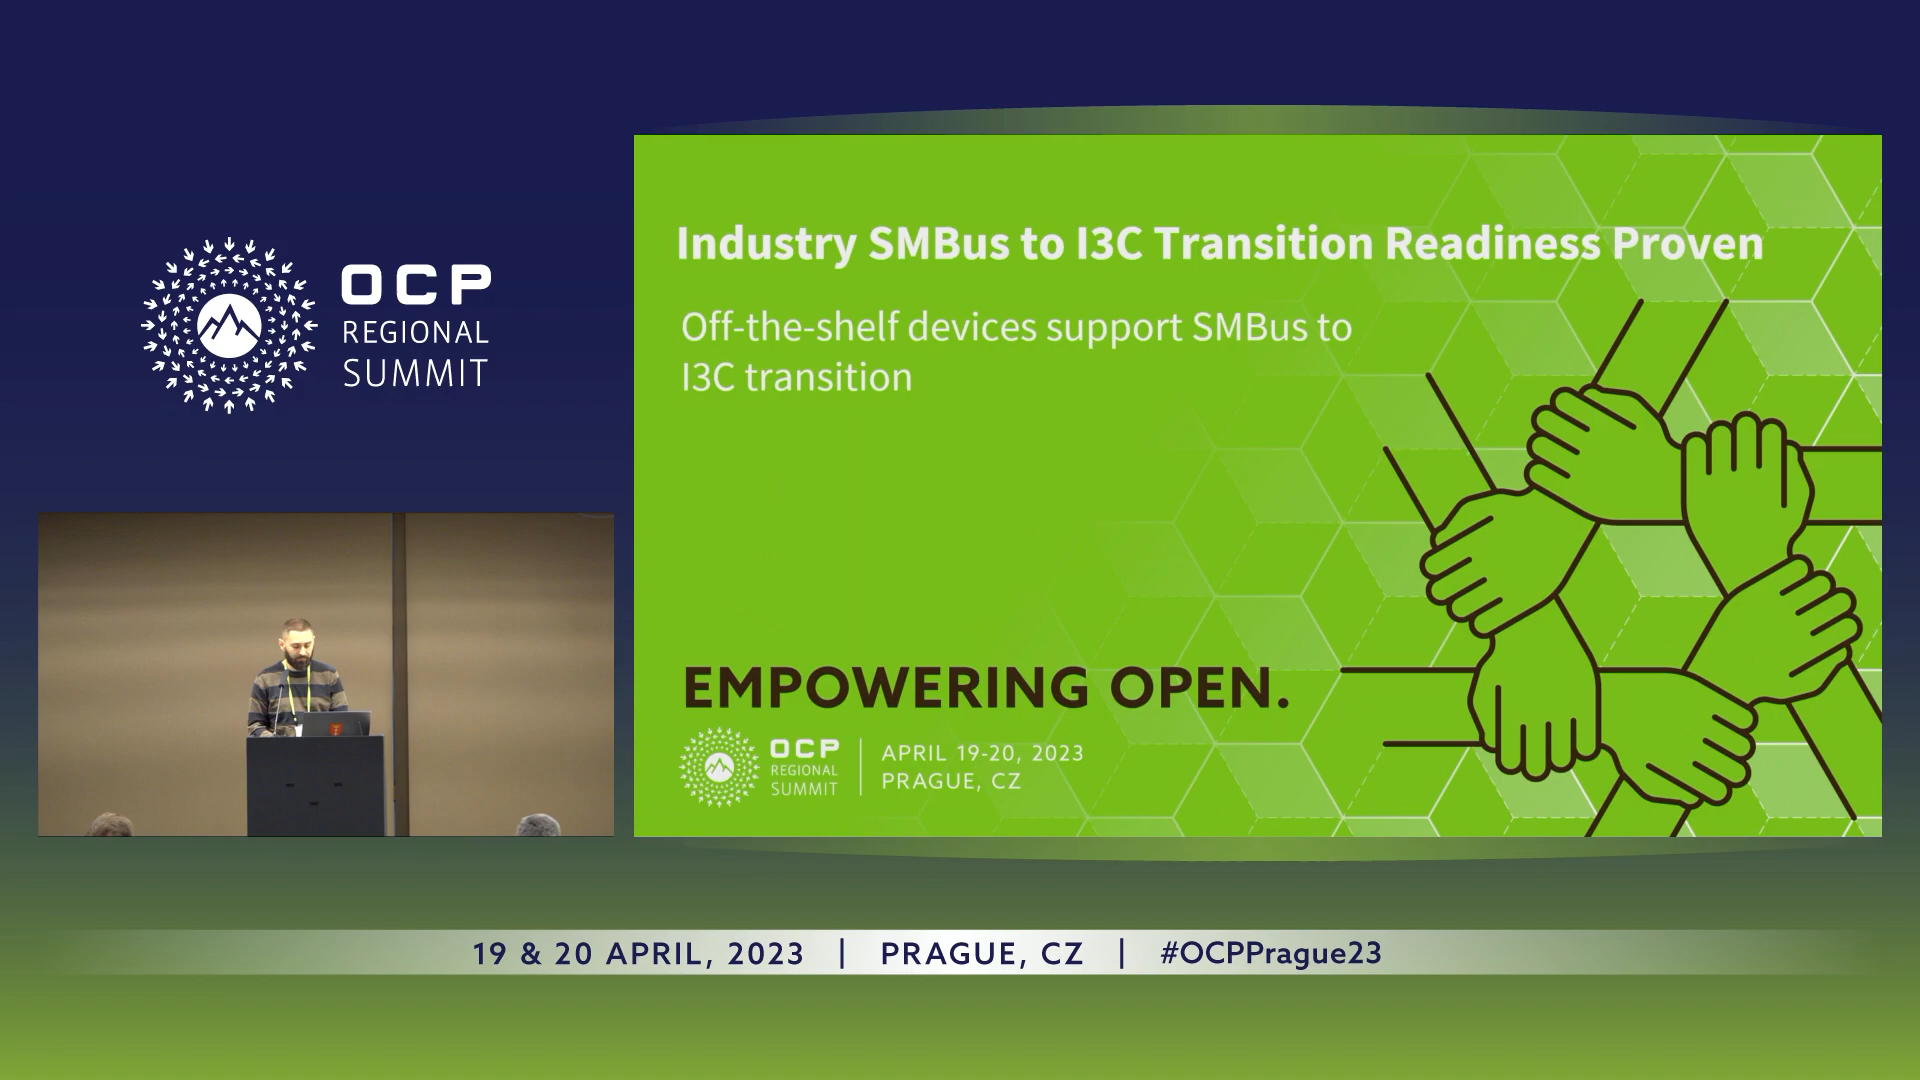 OCP
REGIONAL
SUMMIT
Industry SMBus to I3C Transition Readiness Proven
Off-the-shelf devices support SMBus to
I3C transition
EMPOWERING OPEN.
OCP
REGIONAL
SUMMIT
APRIL 19-20, 2023
PRAGUE, CZ
19 & 20 APRIL, 2023 | PRAGUE, CZ | #OCPPrague23